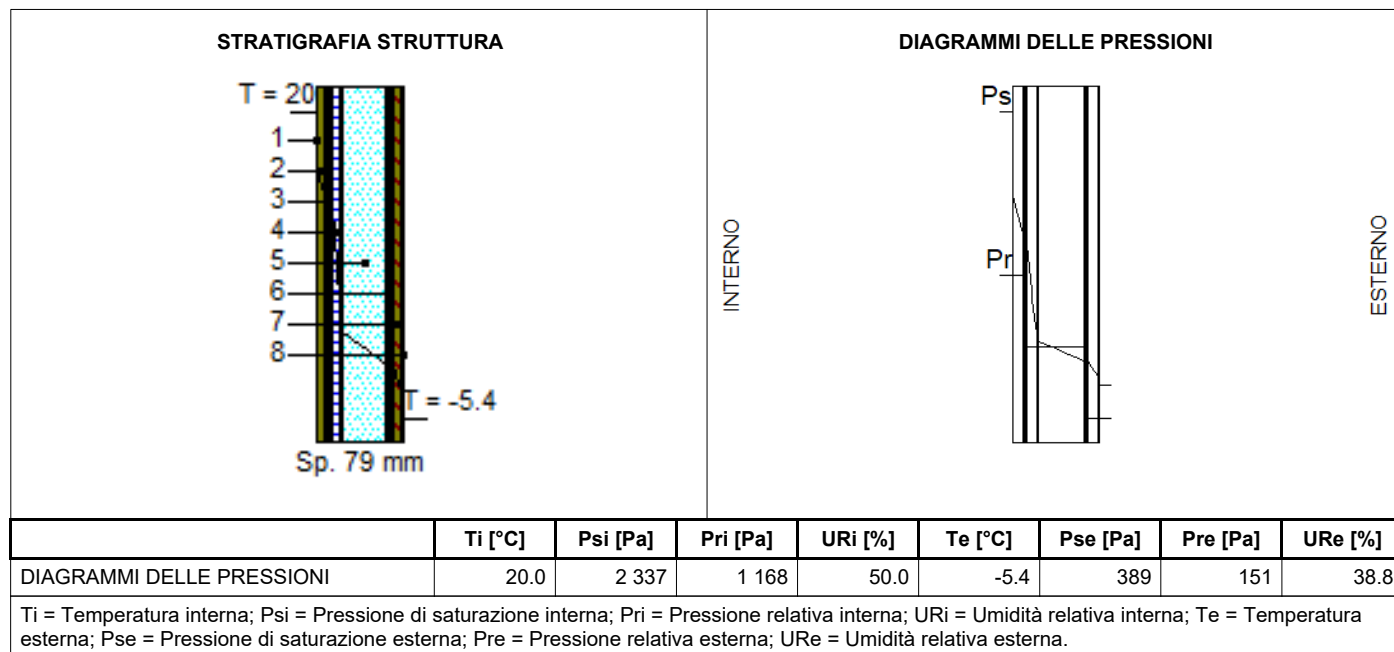 STRATIGRAFIA STRUTTURA
T = 20
1
2
3
4
5
6
7
8
T = -5.4
Sp. 79 mm
DIAGRAMMI DELLE PRESSIONI
Ps
Pr
INTERNO
ESTERNO
Ti [°C] Psi [Pa] Pri [Pa] URi [%] Te [°C] Pse [Pa] Pre [Pa] URe [%]
DIAGRAMMI DELLE PRESSIONI 20.0 2 337 1 168 50.0 -5.4 389 151 38.8
Ti = Temperatura interna; Psi = Pressione di saturazione interna; Pri = Pressione relativa interna; URi = Umidità relativa interna; Te = Temperatura
esterna; Pse = Pressione di saturazione esterna; Pre = Pressione relativa esterna; URe = Umidità relativa esterna.